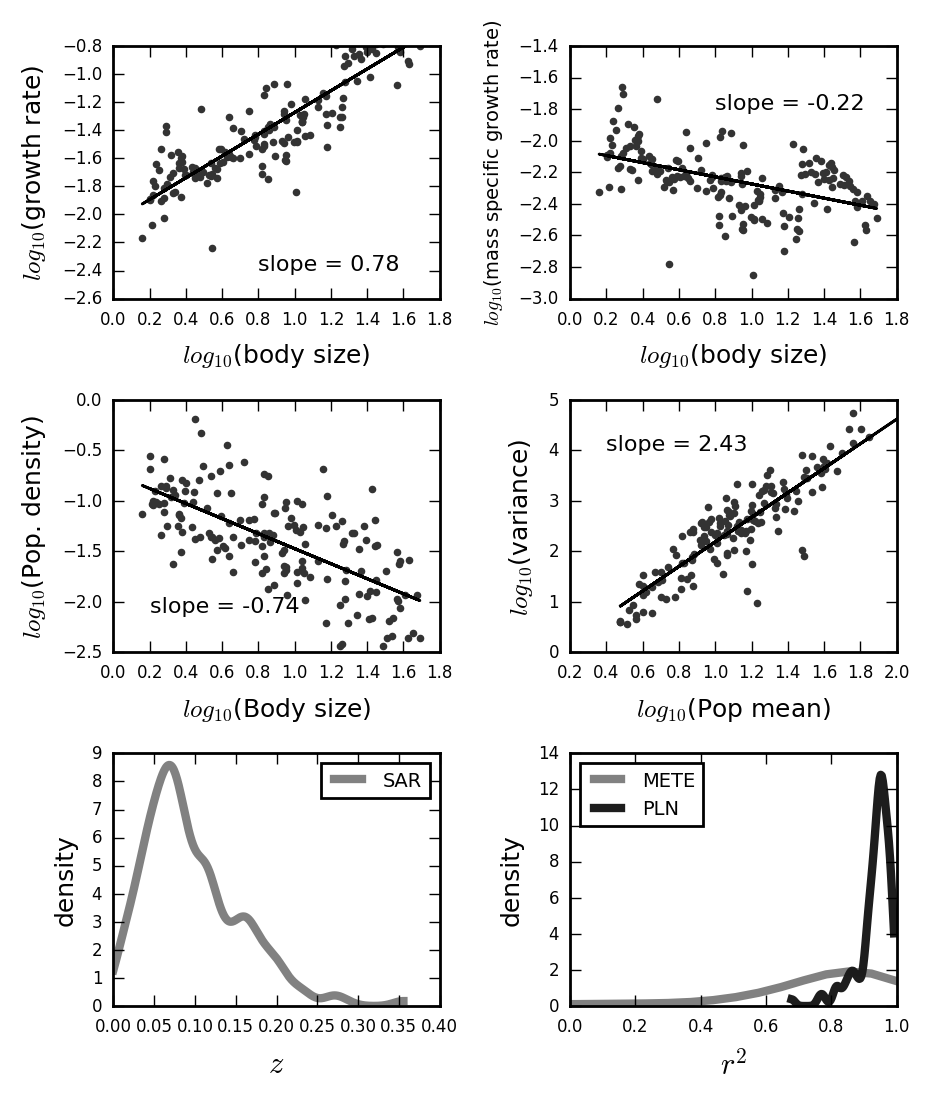 log10(growth rate)
−0.8
−1.0
−1.2
−1.4
−1.6
−1.8
−2.0
−2.2
−2.4
−2.6
slope = 0.78
0.0 0.2 0.4 0.6 0.8 1.0 1.2 1.4 1.6 1.8
log10(body size)
log10(mass specific growth rate)
−1.4
−1.6
−1.8
−2.0
−2.2
−2.4
−2.6
−2.8
−3.0
slope = -0.22
0.0 0.2 0.4 0.6 0.8 1.0 1.2 1.4 1.6 1.8
log10(body size)
log10(Pop. density)
0.0
−0.5
−1.0
−1.5
−2.0
−2.5
slope = -0.74
0.0 0.2 0.4 0.6 0.8 1.0 1.2 1.4 1.6 1.8
log10(Body size)
log10(variance)
5
4
3
2
1
0
slope = 2.43
0.2 0.4 0.6 0.8 1.0 1.2 1.4 1.6 1.8 2.0
log10(Pop mean)
density
9
8
7
6
5
4
3
2
1
0
SAR
0.00 0.05 0.10 0.15 0.20 0.25 0.30 0.35 0.40
z
density
14
12
10
8
6
4
2
0
METE
PLN
0.0 0.2 0.4 0.6 0.8 1.0
r²